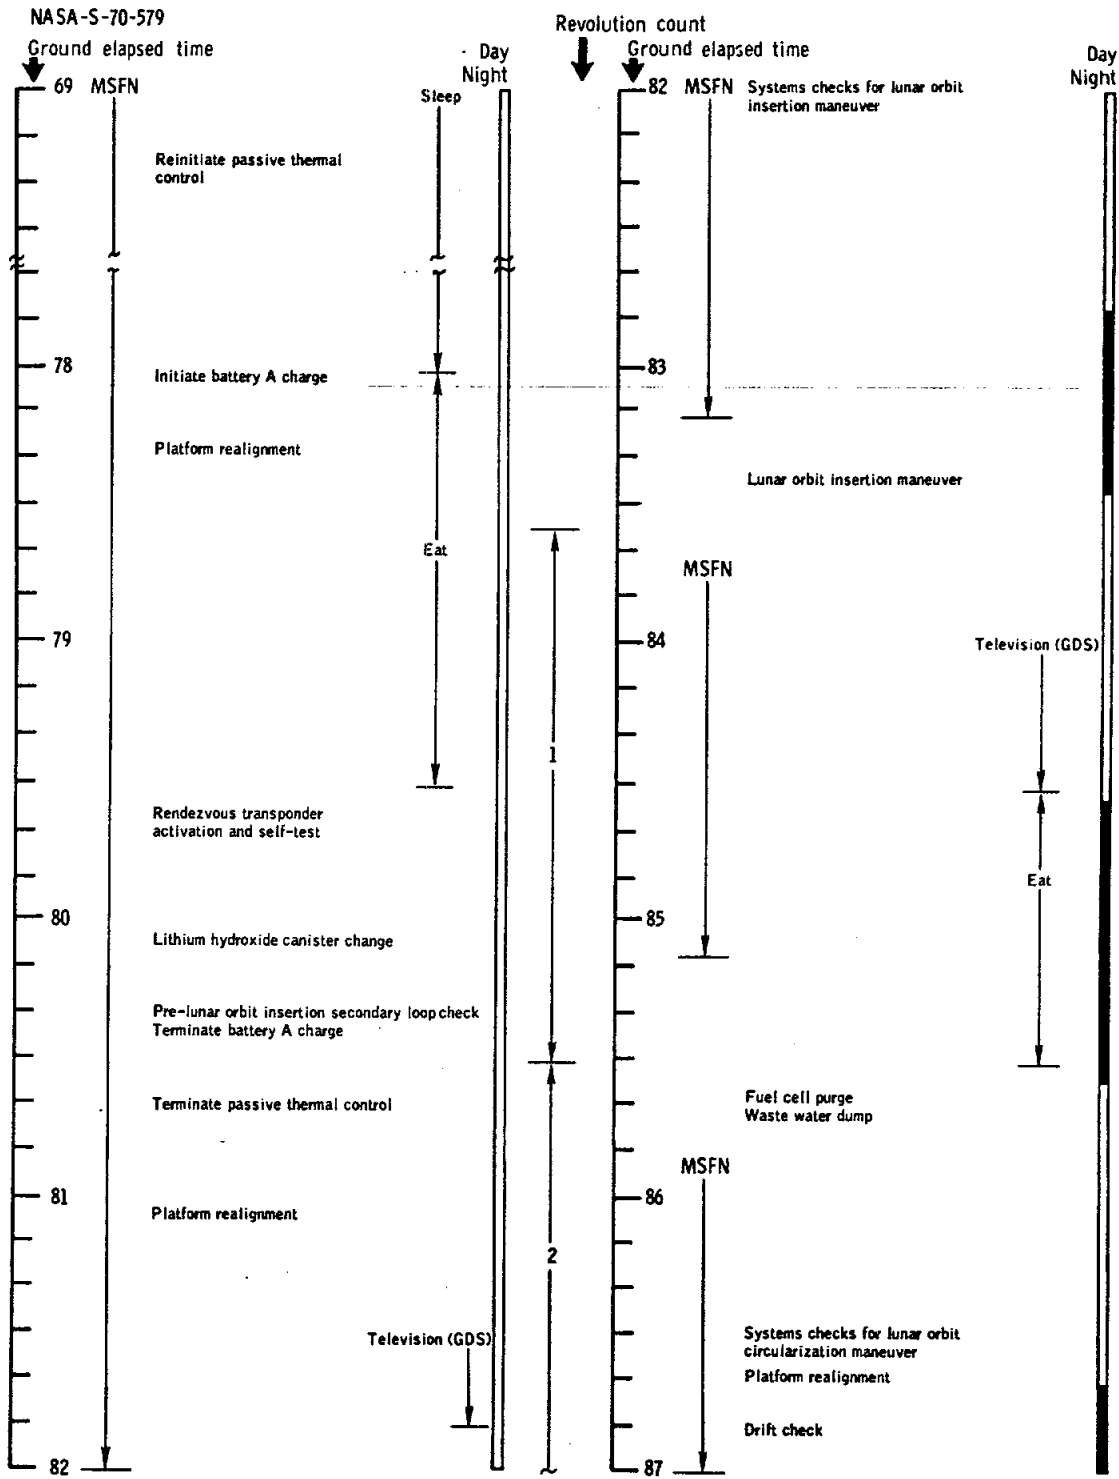 NASA-S-70-579
Ground elapsed time
Day
Night
69 MSFN
Sleep
Reinitiate passive thermal
control
78
Initiate battery A charge
Platform realignment
Eat
79
Rendezvous transponder
activation and self-test
80
Lithium hydroxide canister change
Pre-lunar orbit insertion secondary loop check
Terminate battery A charge
Terminate passive thermal control
81
Platform realignment
Television (GDS)
82
Revolution count
1
2
Ground elapsed time
Day
Night
82 MSFN
Systems checks for lunar orbit
insertion maneuver
83
Lunar orbit insertion maneuver
MSFN
84
Television (GDS)
Eat
85
Fuel cell purge
Waste water dump
MSFN
86
Systems checks for lunar orbit
circularization maneuver
Platform realignment
Drift check
87